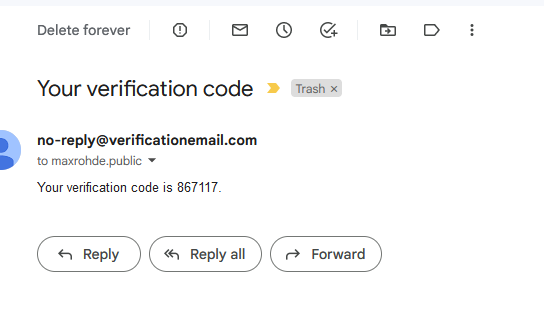 Delete forever
Your verification code Trash ×
no-reply@verificationemail.com
to maxrohde.public
Your verification code is 867117.
Reply Reply all Forward